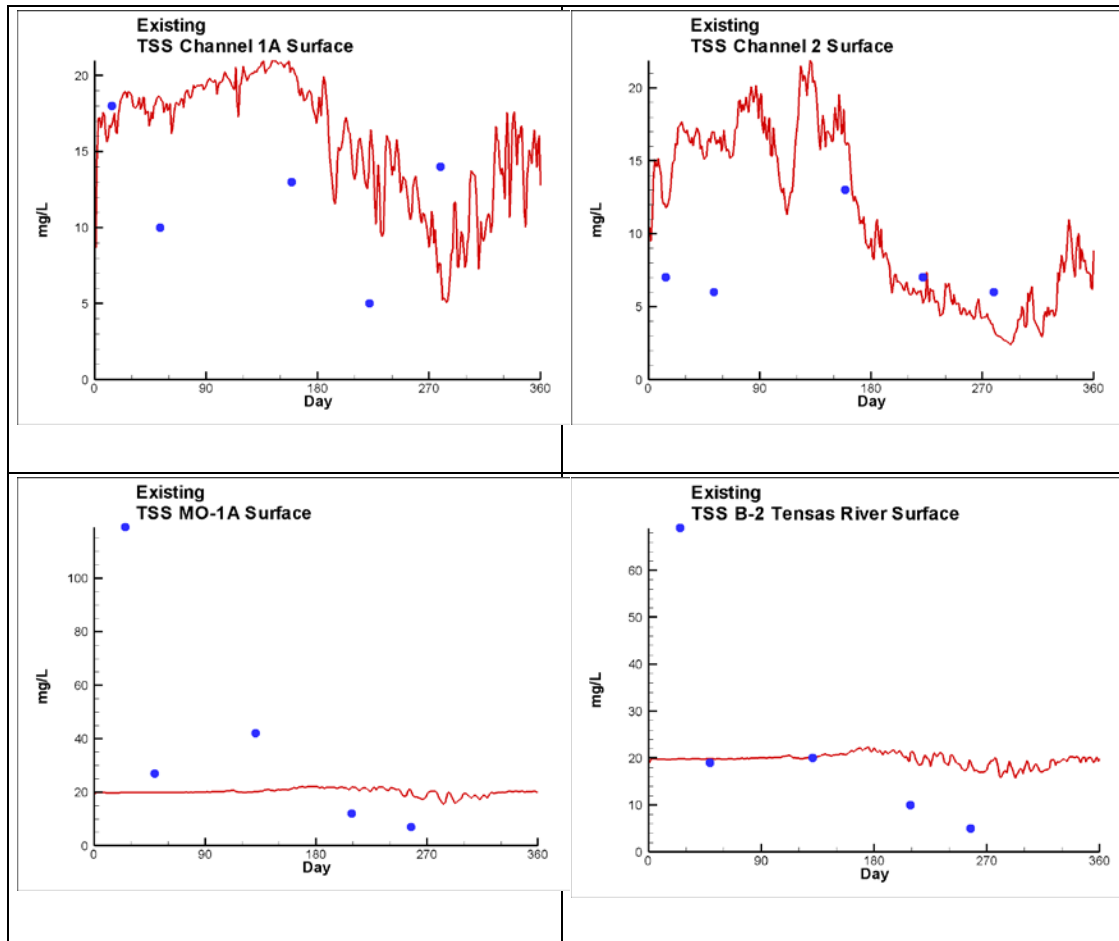 Existing
TSS Channel 1A Surface
20
15
10
5
0
mg/L
0 90 180 270 360
Day
Existing
TSS Channel 2 Surface
20
15
10
5
0
mg/L
0 90 180 270 360
Day
Existing
TSS MO-1A Surface
100
80
60
40
20
0
mg/L
0 90 180 270 360
Day
Existing
TSS B-2 Tensas River Surface
60
50
40
30
20
10
0
mg/L
0 90 180 270 360
Day